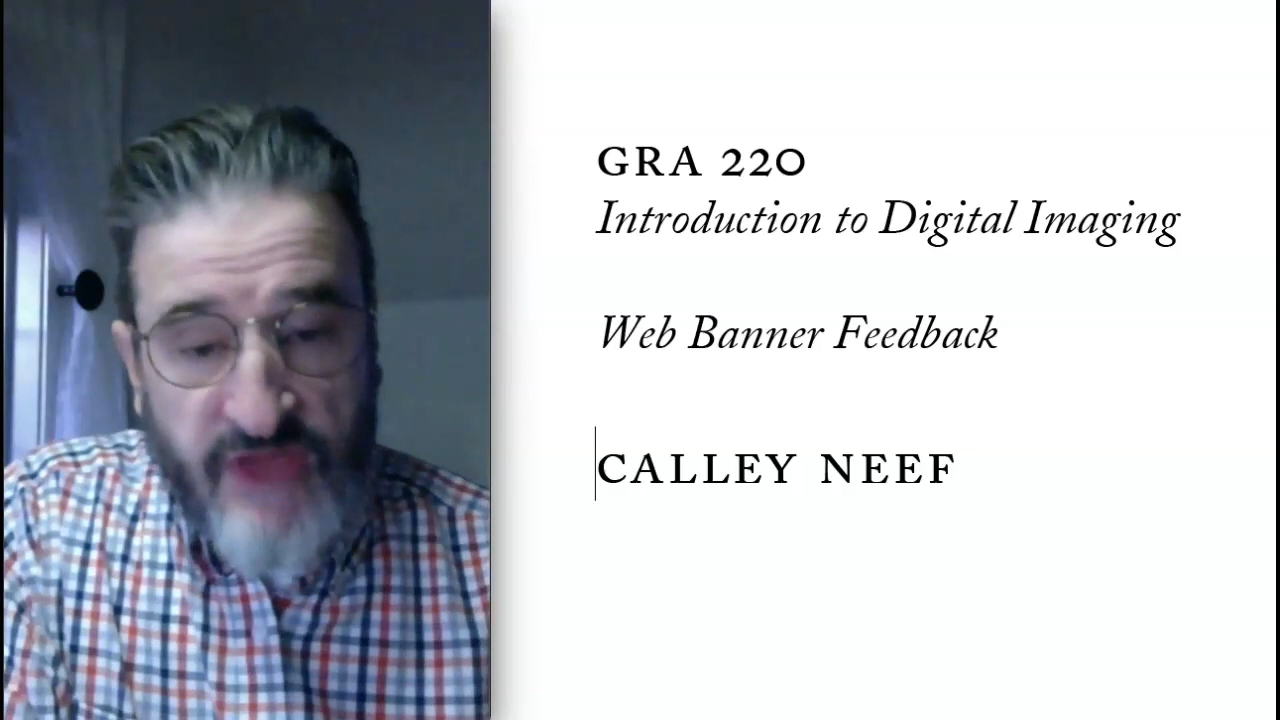 GRA 220
Introduction to Digital Imaging
Web Banner Feedback
CALLEY NEEF